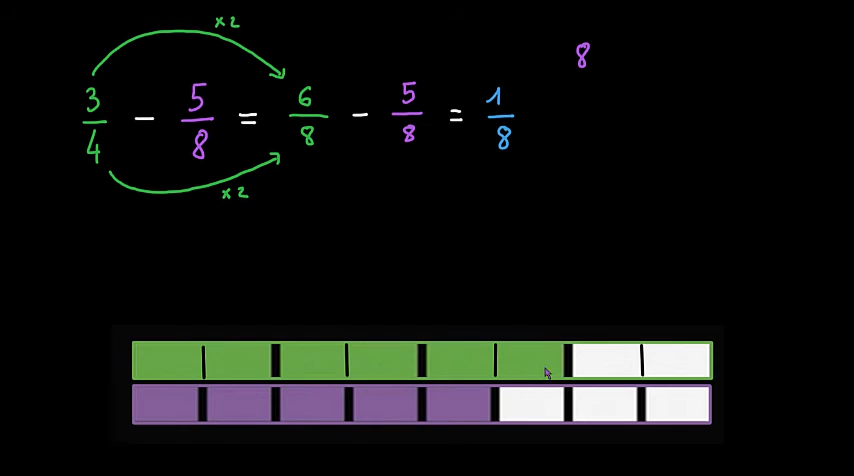 ×2
8
3/4 - 5/8 = 6/8 - 5/8 = 1/8
×2